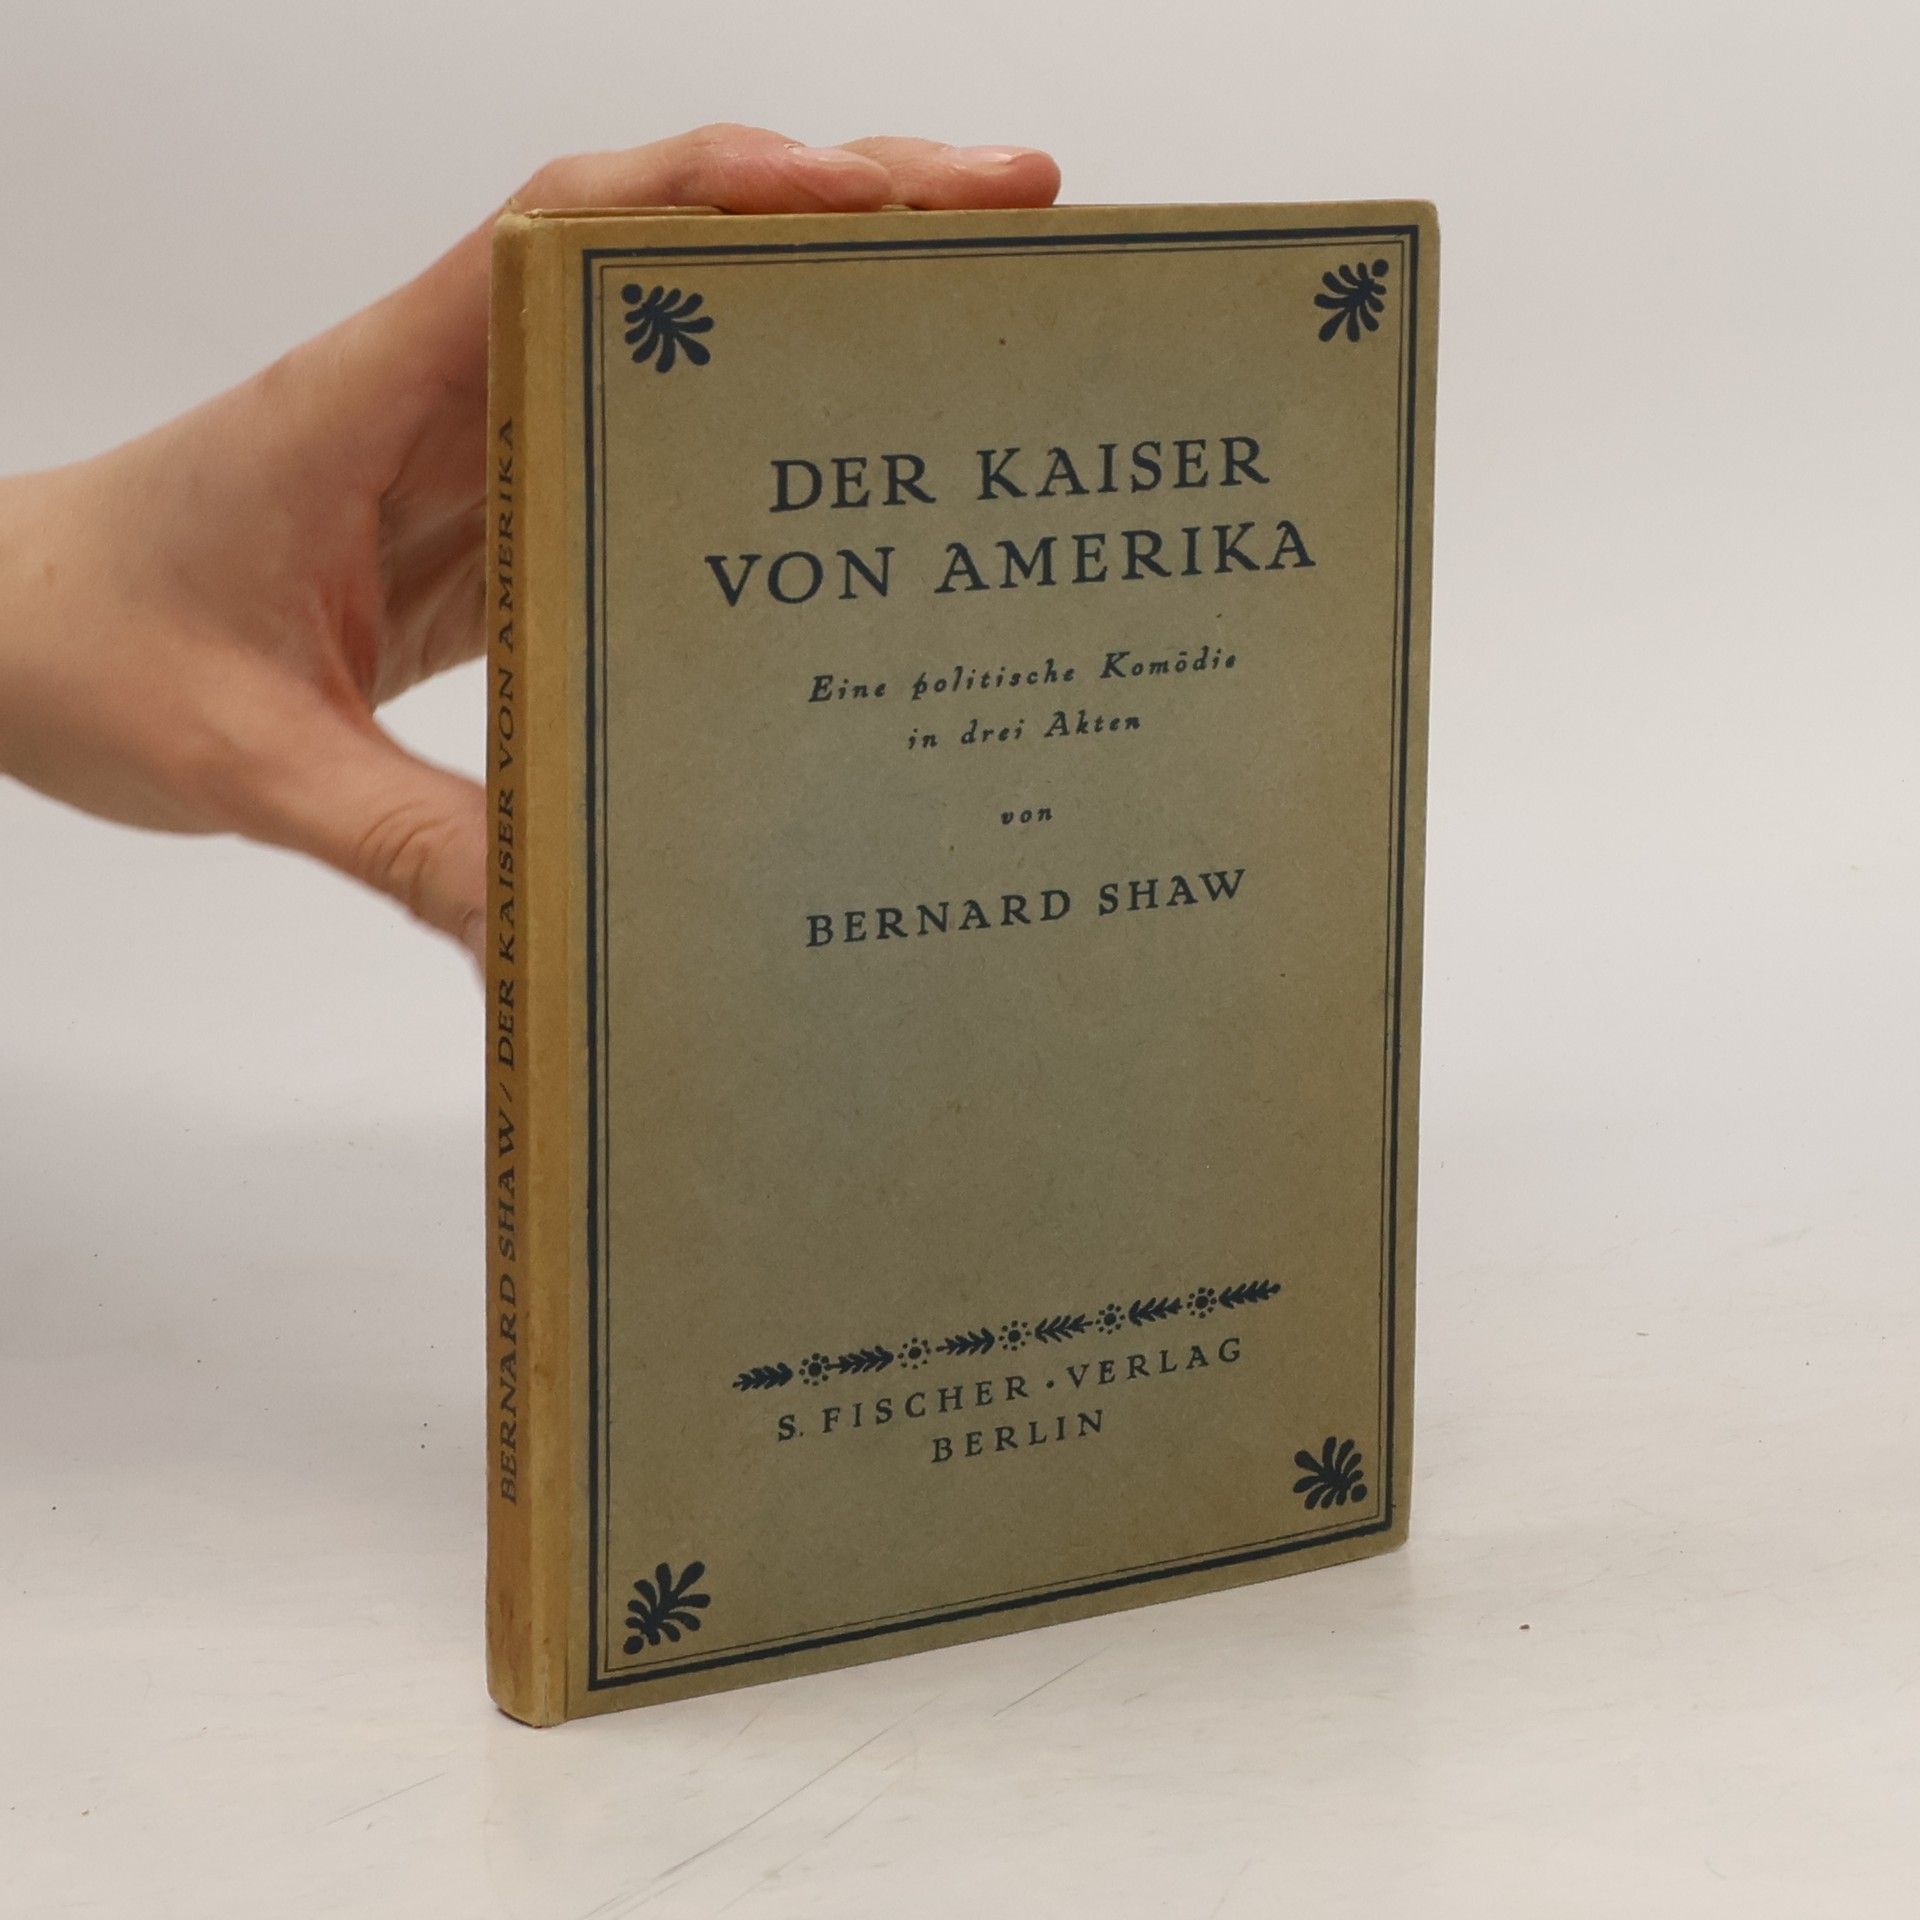 BERNARD SHAW / DER KAISER VON AMERIKA
DER KAISER
VON AMERIKA
Eine politische Komödie
in drei Akten
von
BERNARD SHAW
S. FISCHER · VERLAG
BERLIN